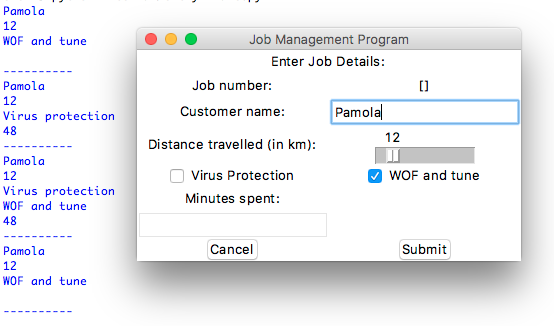 Pamola
12
WOF and tune
----------
Pamola
12
Virus protection
48
----------
Pamola
12
Virus protection
WOF and tune
48
----------
Pamola
12
WOF and tune
----------
Job Management Program
Enter Job Details:
Job number: []
Customer name: Pamola
12
Distance travelled (in km):
Virus Protection WOF and tune
Minutes spent:
Cancel Submit